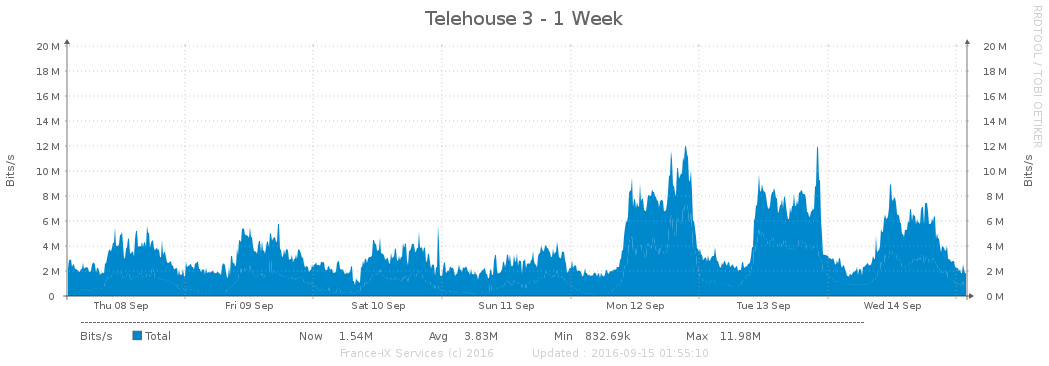 Telehouse 3 - 1 Week
RRDTOOL / TOBI OETIKER
Bits/s
Bits/s
20 M 20 M
18 M 18 M
16 M 16 M
14 M 14 M
12 M 12 M
10 M 10 M
8 M 8 M
6 M 6 M
4 M 4 M
2 M 2 M
0 0 M
Thu 08 Sep Fri 09 Sep Sat 10 Sep Sun 11 Sep Mon 12 Sep Tue 13 Sep Wed 14 Sep
Bits/s Total Now 1.54M Avg 3.83M Min 832.69k Max 11.98M
France-IX Services (c) 2016 Updated : 2016-09-15 01:55:10